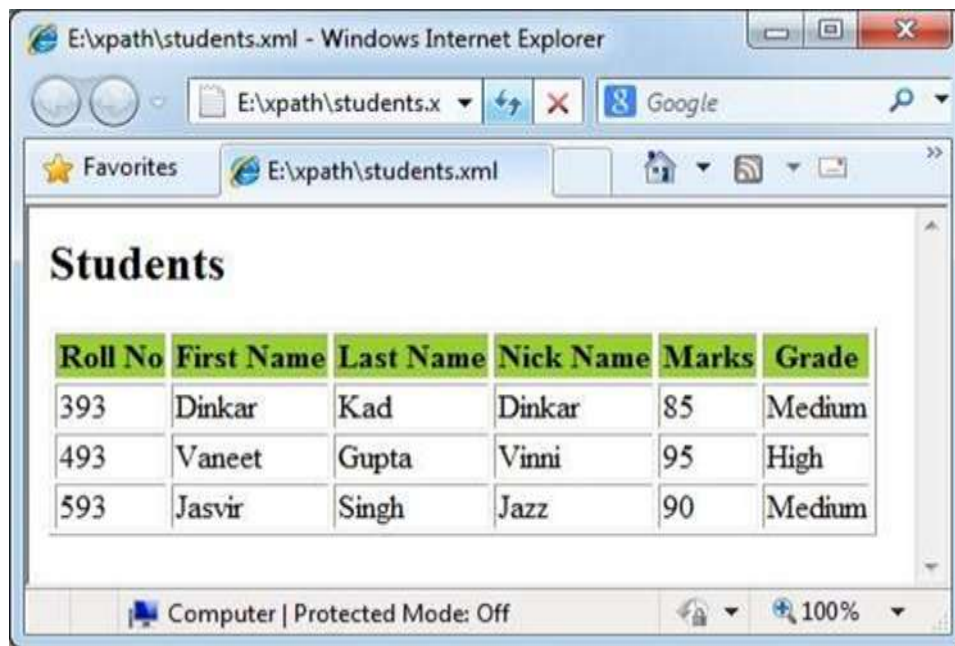 E:\xpath\students.xml - Windows Internet Explorer
E:\xpath\students.x
8 Google
Favorites E:\xpath\students.xml
Students
Roll No First Name Last Name Nick Name Marks Grade
393 Dinkar Kad Dinkar 85 Medium
493 Vaneet Gupta Vinni 95 High
593 Jasvir Singh Jazz 90 Medium
Computer | Protected Mode: Off 100%